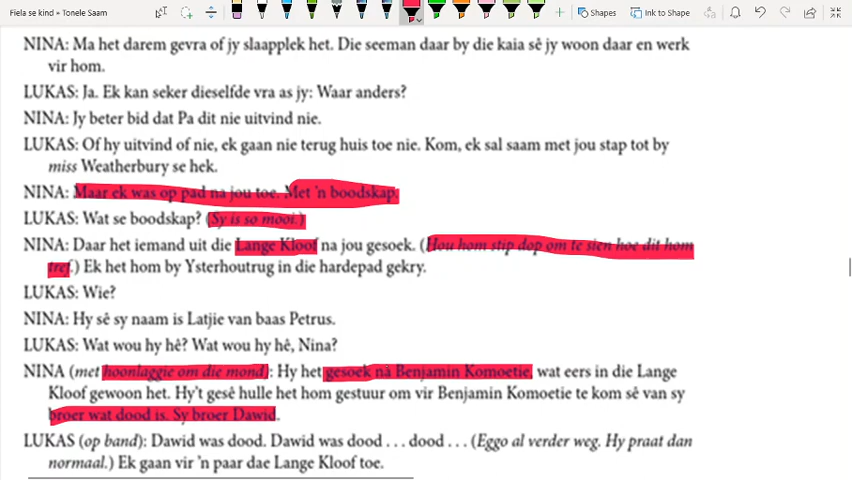 Fiela se kind » Tonele Saam
Shapes
Ink to Shape
NINA: Ma het darem gevra of jy slaapplek het. Die seeman daar by die kaia sê jy woon daar en werk
vir hom.
LUKAS: Ja. Ek kan seker dieselfde vra as jy: Waar anders?
NINA: Jy beter bid dat Pa dit nie uitvind nie.
LUKAS: Of hy uitvind of nie, ek gaan nie terug huis toe nie. Kom, ek sal saam met jou stap tot by
miss Weatherbury se hek.
NINA: Maar ek was op pad na jou toe. Met 'n boodskap.
LUKAS: Wat se boodskap? (Sy is so mooi.)
NINA: Daar het iemand uit die Lange Kloof na jou gesoek. (Hou hom stip dop om te sien hoe dit hom
tref.) Ek het hom by Ysterhoutrug in die hardepad gekry.
LUKAS: Wie?
NINA: Hy sê sy naam is Latjie van baas Petrus.
LUKAS: Wat wou hy hê? Wat wou hy hê, Nina?
NINA (met hoonlaggie om die mond): Hy het gesoek ná Benjamin Komoetie, wat eers in die Lange
Kloof gewoon het. Hy't gesê hulle het hom gestuur om vir Benjamin Komoetie te kom sê van sy
broer wat dood is. Sy broer Dawid.
LUKAS (op band): Dawid was dood. Dawid was dood . . . dood . . . (Eggo al verder weg. Hy praat dan
normaal.) Ek gaan vir 'n paar dae Lange Kloof toe.